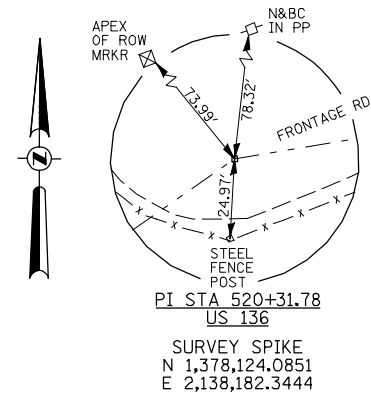 APEX
OF ROW
MRKR
N&BC
IN PP
73.99'
78.32'
FRONTAGE RD
24.97'
N
X X X X X X
STEEL
FENCE
POST
PI STA 520+31.78
US 136
SURVEY SPIKE
N 1,378,124.0851
E 2,138,182.3444